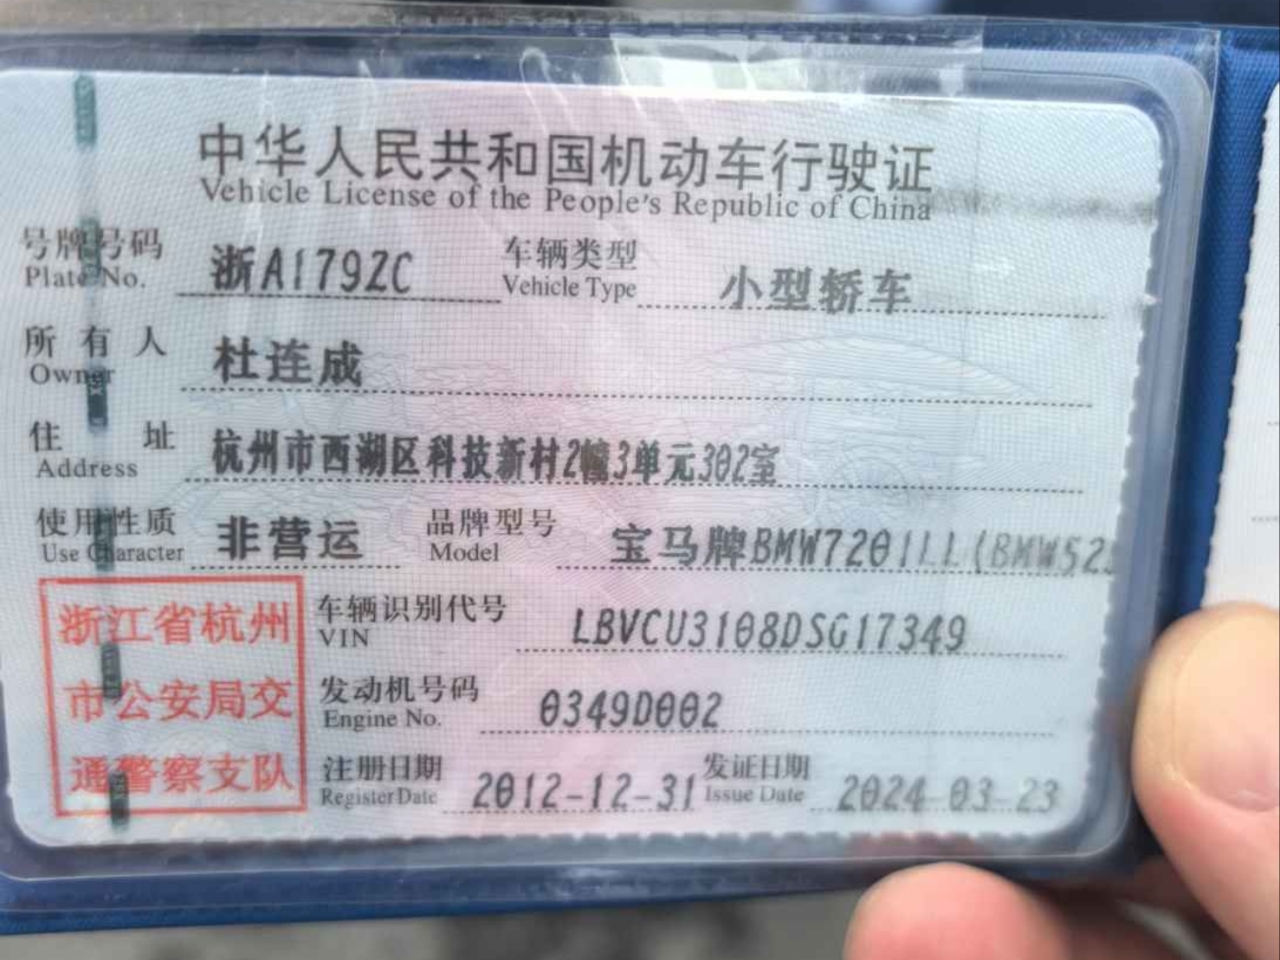 中华人民共和国机动车行驶证
Vehicle License of the People's Republic of China
号牌号码 浙A179ZC 车辆类型 小型轿车
Plate No. Vehicle Type
所有人 杜连成
Owner
住址 杭州市西湖区科技新村2幢3单元302室
Address
使用性质 非营运 品牌型号 宝马牌BMW7201LL(BMW52
Use Character Model
浙江省杭州
市公安局交
通警察支队
车辆识别代号 LBVCU3108DSG17349
VIN
发动机号码 0349D002
Engine No.
注册日期 2012-12-31 发证日期 2024-03-23
Register Date Issue Date